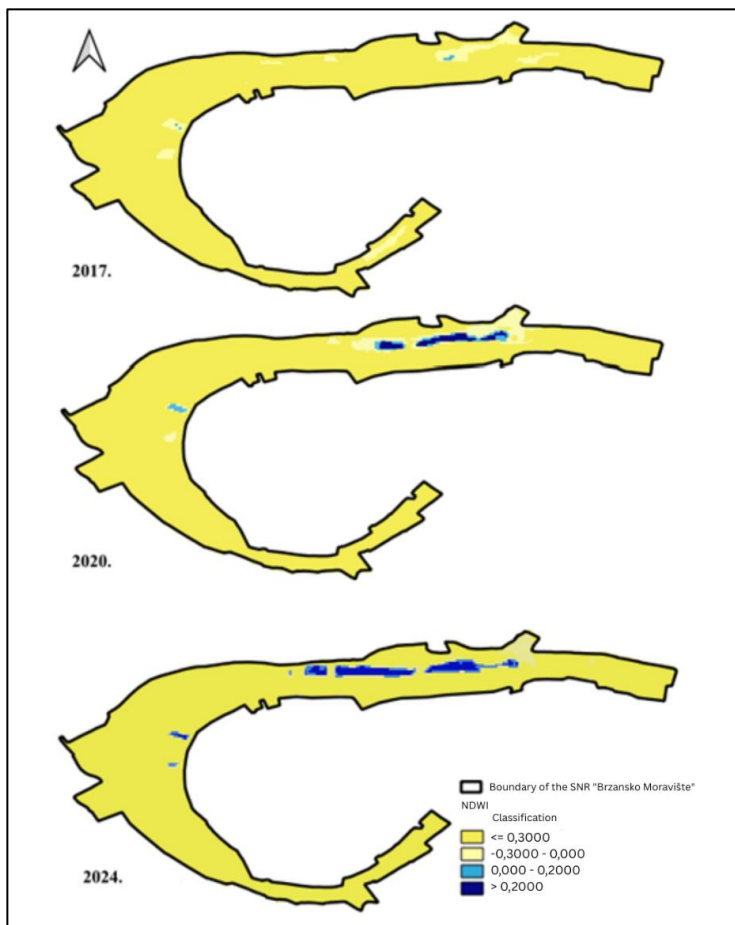 2017.
2020.
2024.
Boundary of the SNR "Brzansko Moravište"
NDWI
Classification
<= 0,3000
-0,3000 - 0,000
0,000 - 0,2000
> 0,2000